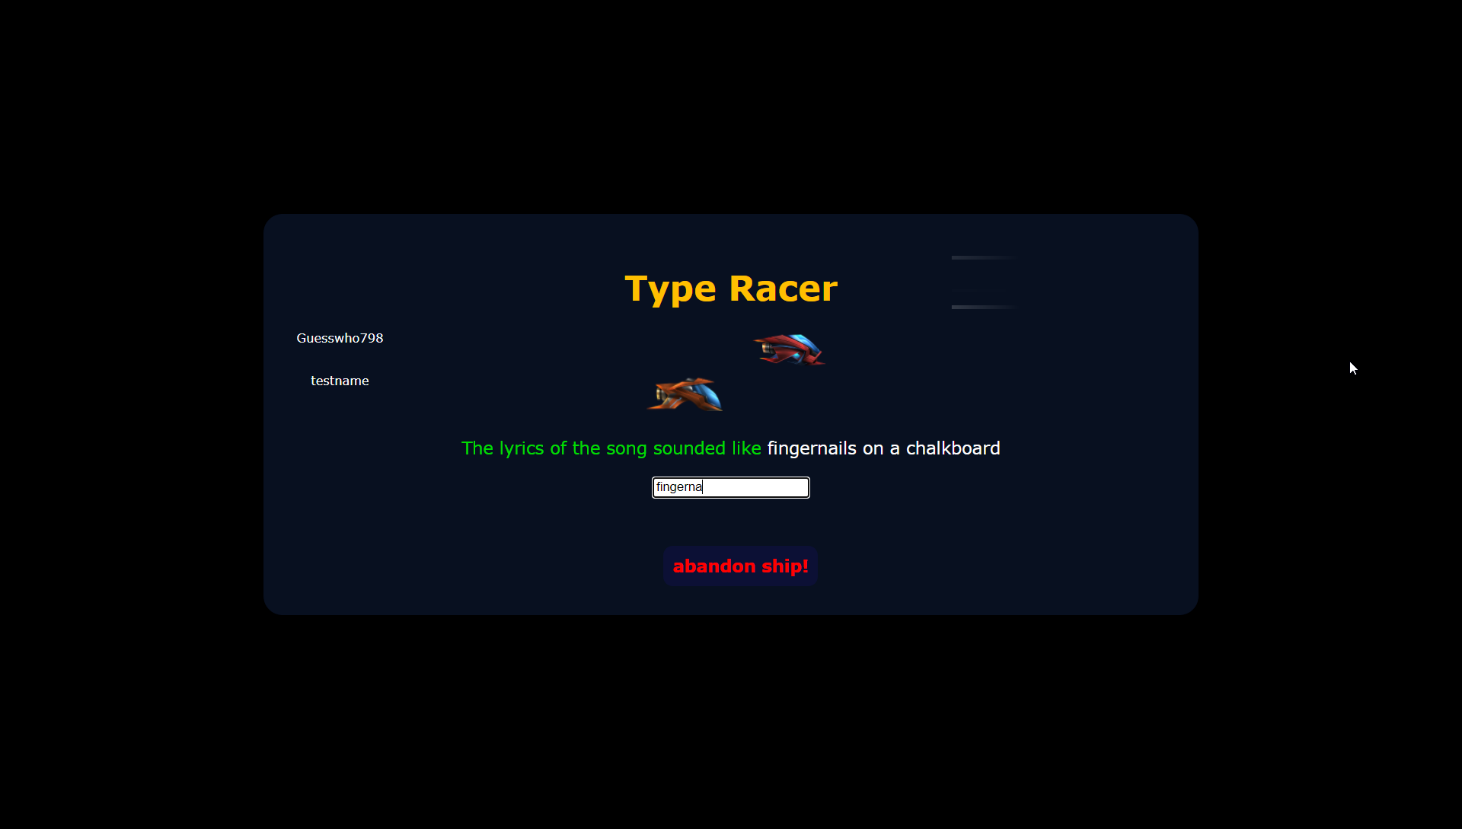 Type Racer
Guesswho798
testname
The lyrics of the song sounded like fingernails on a chalkboard
fingerna
abandon ship!